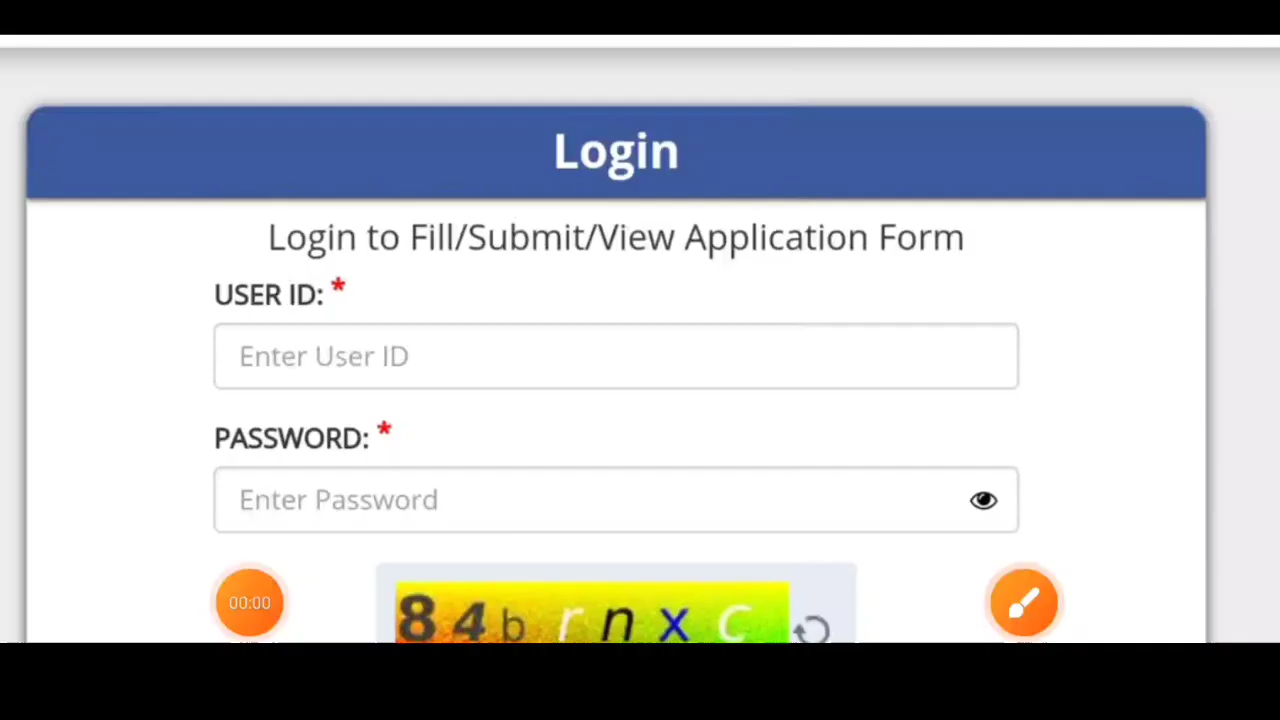 Login
Login to Fill/Submit/View Application Form
USER ID: *
Enter User ID
PASSWORD: *
Enter Password
00:00
84brnxc